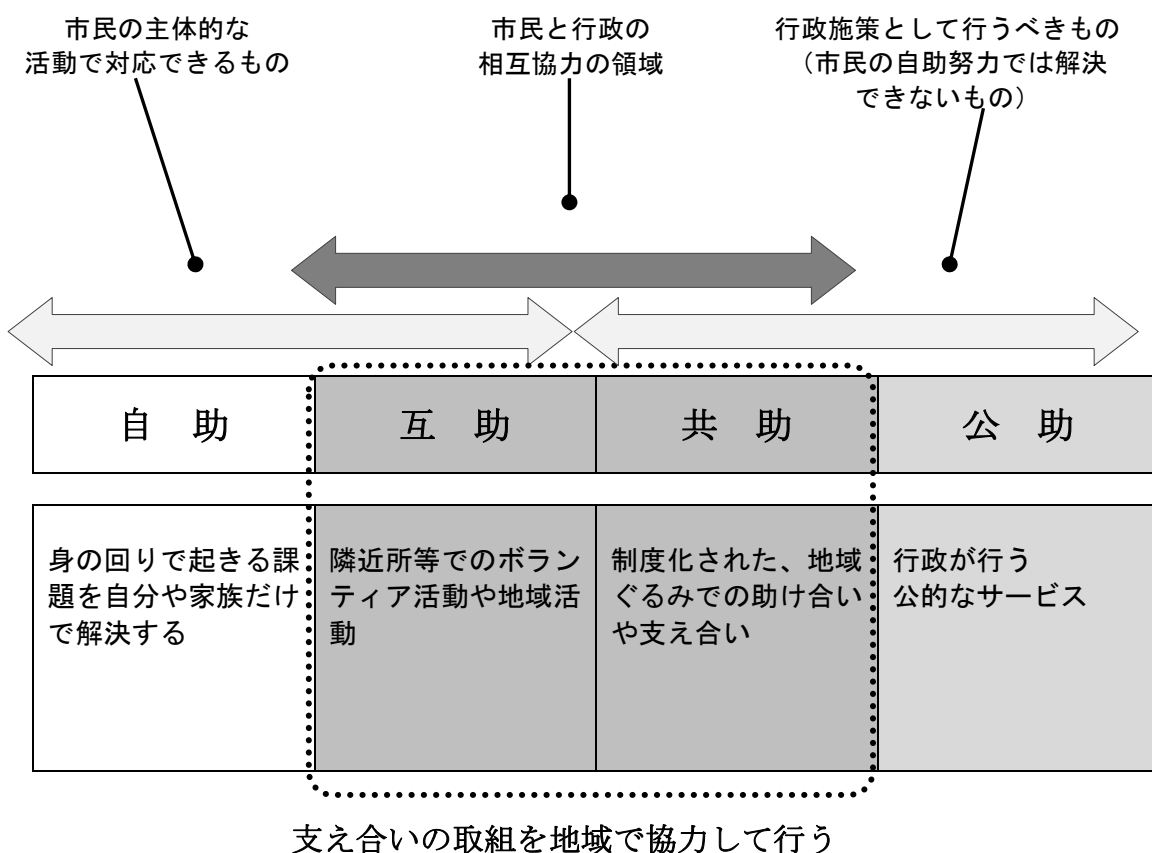 市民の主体的な
活動で対応できるもの
市民と行政の
相互協力の領域
行政施策として行うべきもの
（市民の自助努力では解決
できないもの）
自　助
互　助
共　助
公　助
身の回りで起きる課
題を自分や家族だけ
で解決する
隣近所等でのボラン
ティア活動や地域活
動
制度化された、地域
ぐるみでの助け合い
や支え合い
行政が行う
公的なサービス
支え合いの取組を地域で協力して行う